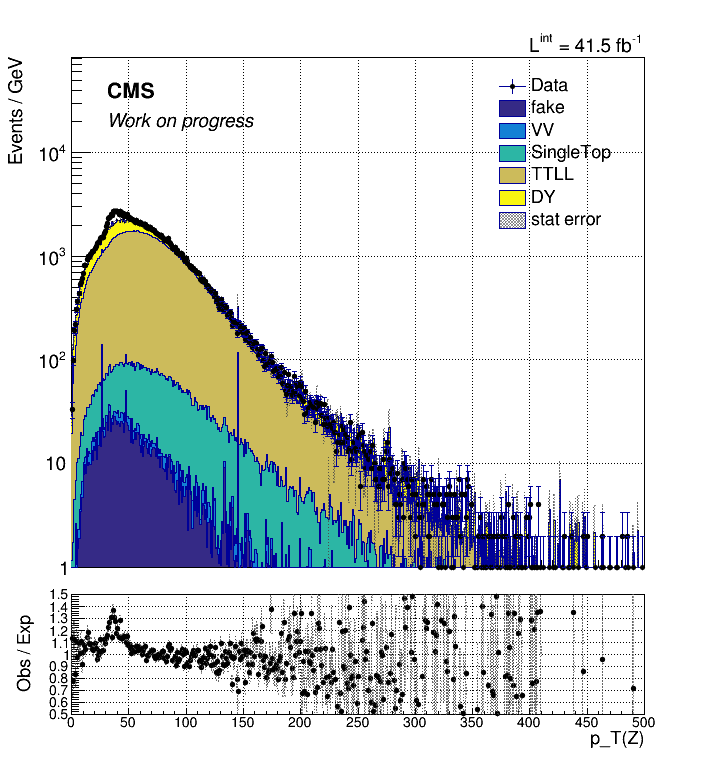 L^int = 41.5 fb^-1
Events / GeV
CMS
Work on progress
Data
fake
VV
SingleTop
TTLL
DY
stat error
10^4
10^3
10^2
10
1
Obs / Exp
1.5
1.4
1.3
1.2
1.1
1
0.9
0.8
0.7
0.6
0.5
0 50 100 150 200 250 300 350 400 450 500
p_T(Z)